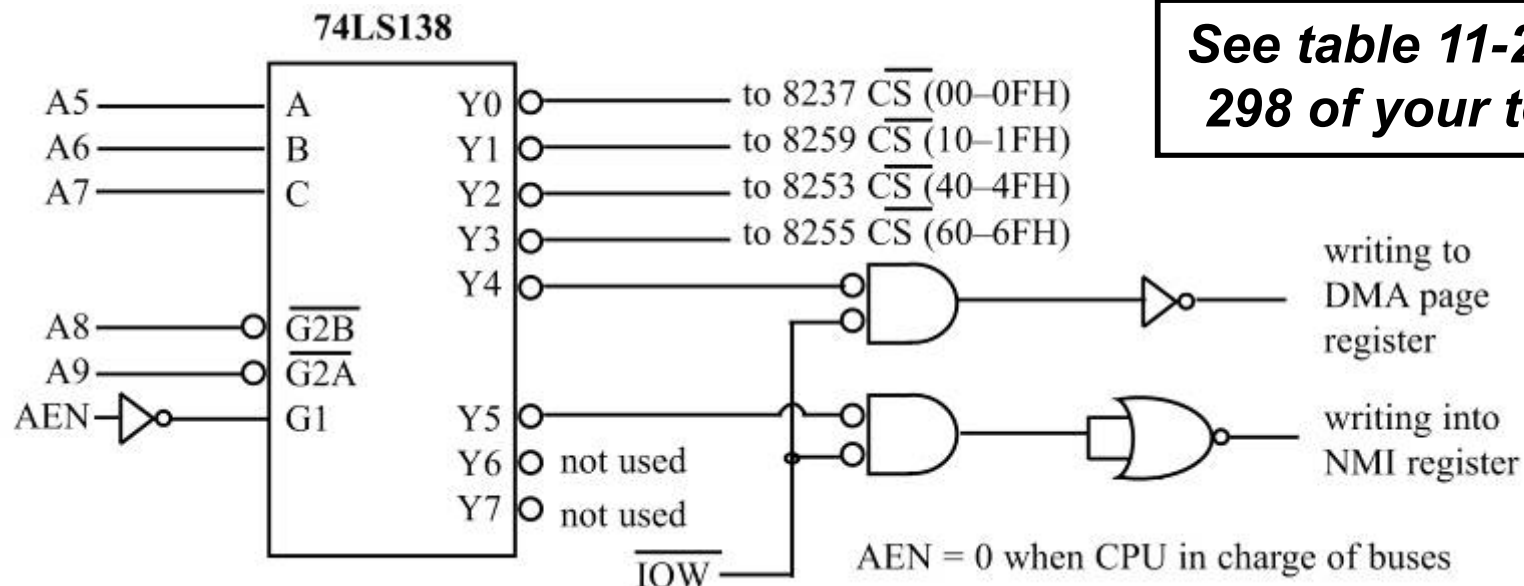 74LS138
See table 11-2
298 of your t
A5
A6
A7
A8
A9
AEN
A
B
C
G2B
G2A
G1
Y0
Y1
Y2
Y3
Y4
Y5
Y6
Y7
to 8237 CS (00–0FH)
to 8259 CS (10–1FH)
to 8253 CS (40–4FH)
to 8255 CS (60–6FH)
writing to
DMA page
register
writing into
NMI register
not used
not used
IOW
AEN = 0 when CPU in charge of buses